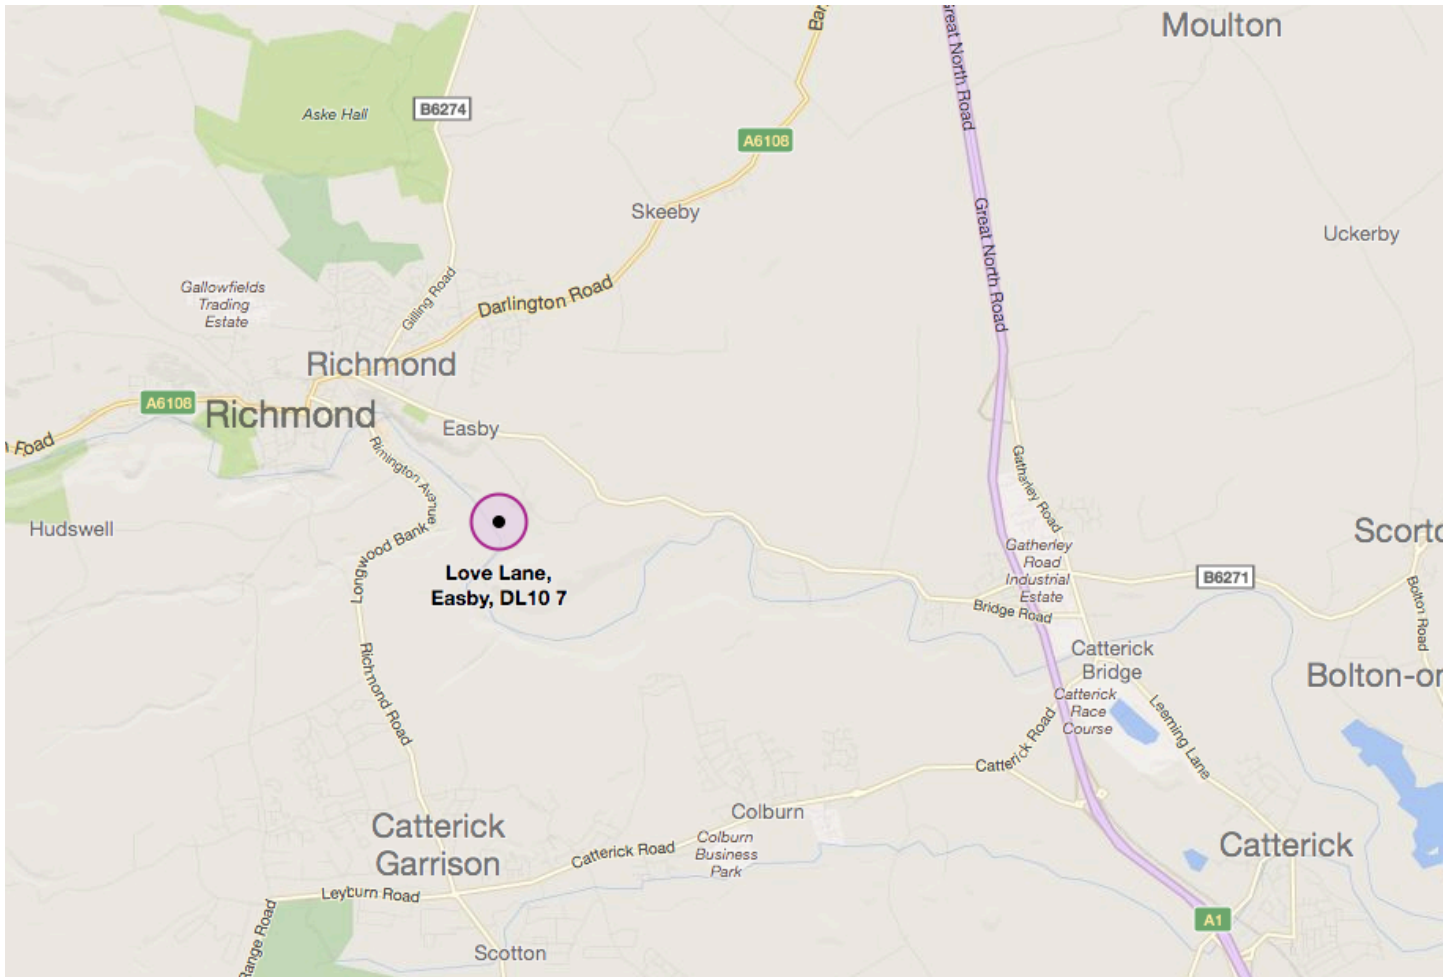 Great North Road
Moulton
Aske Hall
B6274
A6108
Skeeby
Great North Road
Uckerby
Gallowfields
Trading
Estate
Gilling Road
Darlington Road
Richmond
A6108
Richmond
Easby
Road
Rimington Avenue
Gatherley Road
Hudswell
Longwood Bank
Love Lane,
Easby, DL10 7
Gatherley
Road
Industrial
Estate
B6271
Bridge Road
Bolton Road
Richmond Road
Catterick
Bridge
Catterick
Race
Course
Leeming Lane
Catterick Road
Colburn
Colburn
Business
Park
Catterick
Garrison
Catterick Road
Catterick
Leyburn Road
Range Road
A1
Scotton